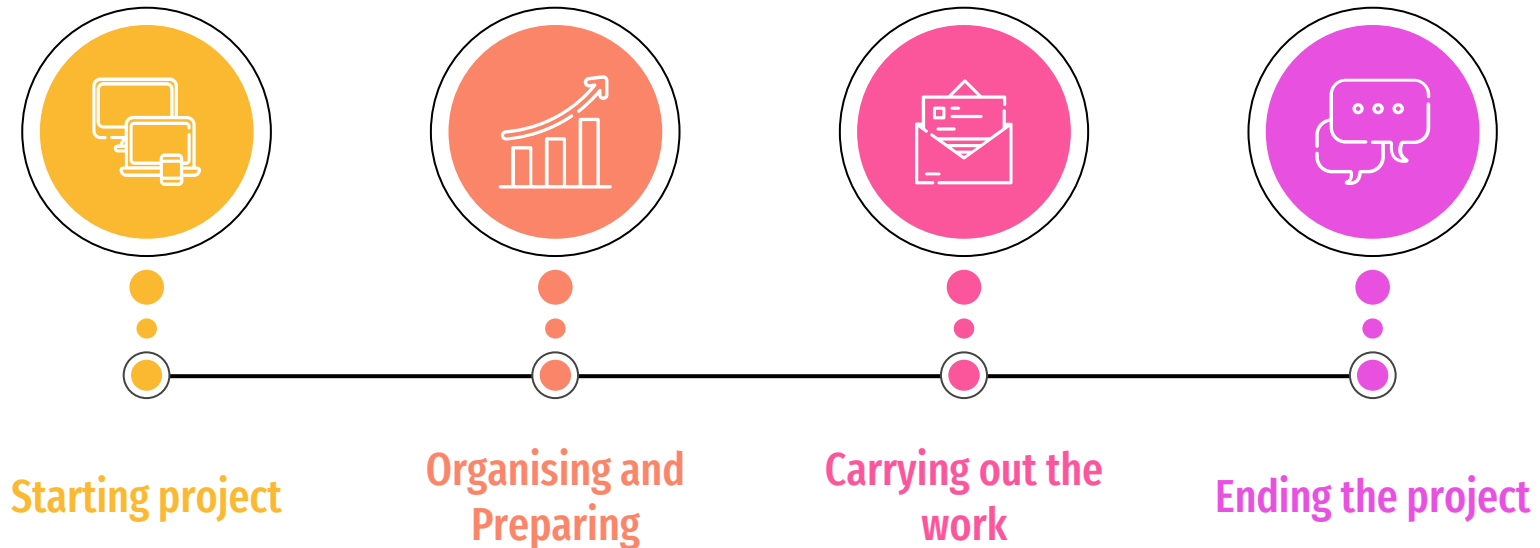 Starting project
Organising and
Preparing
Carrying out the
work
Ending the project